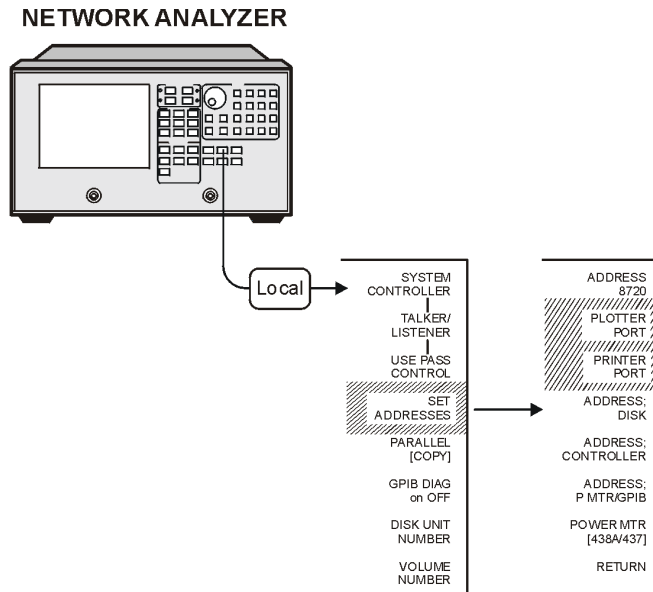 NETWORK ANALYZER
Local
SYSTEM
CONTROLLER
TALKER/
LISTENER
USE PASS
CONTROL
SET
ADDRESSES
PARALLEL
[COPY]
GPIB DIAG
on OFF
DISK UNIT
NUMBER
VOLUME
NUMBER
ADDRESS
8720
PLOTTER
PORT
PRINTER
PORT
ADDRESS;
DISK
ADDRESS;
CONTROLLER
ADDRESS;
P MTR/GPIB
POWER MTR
[438A/437]
RETURN